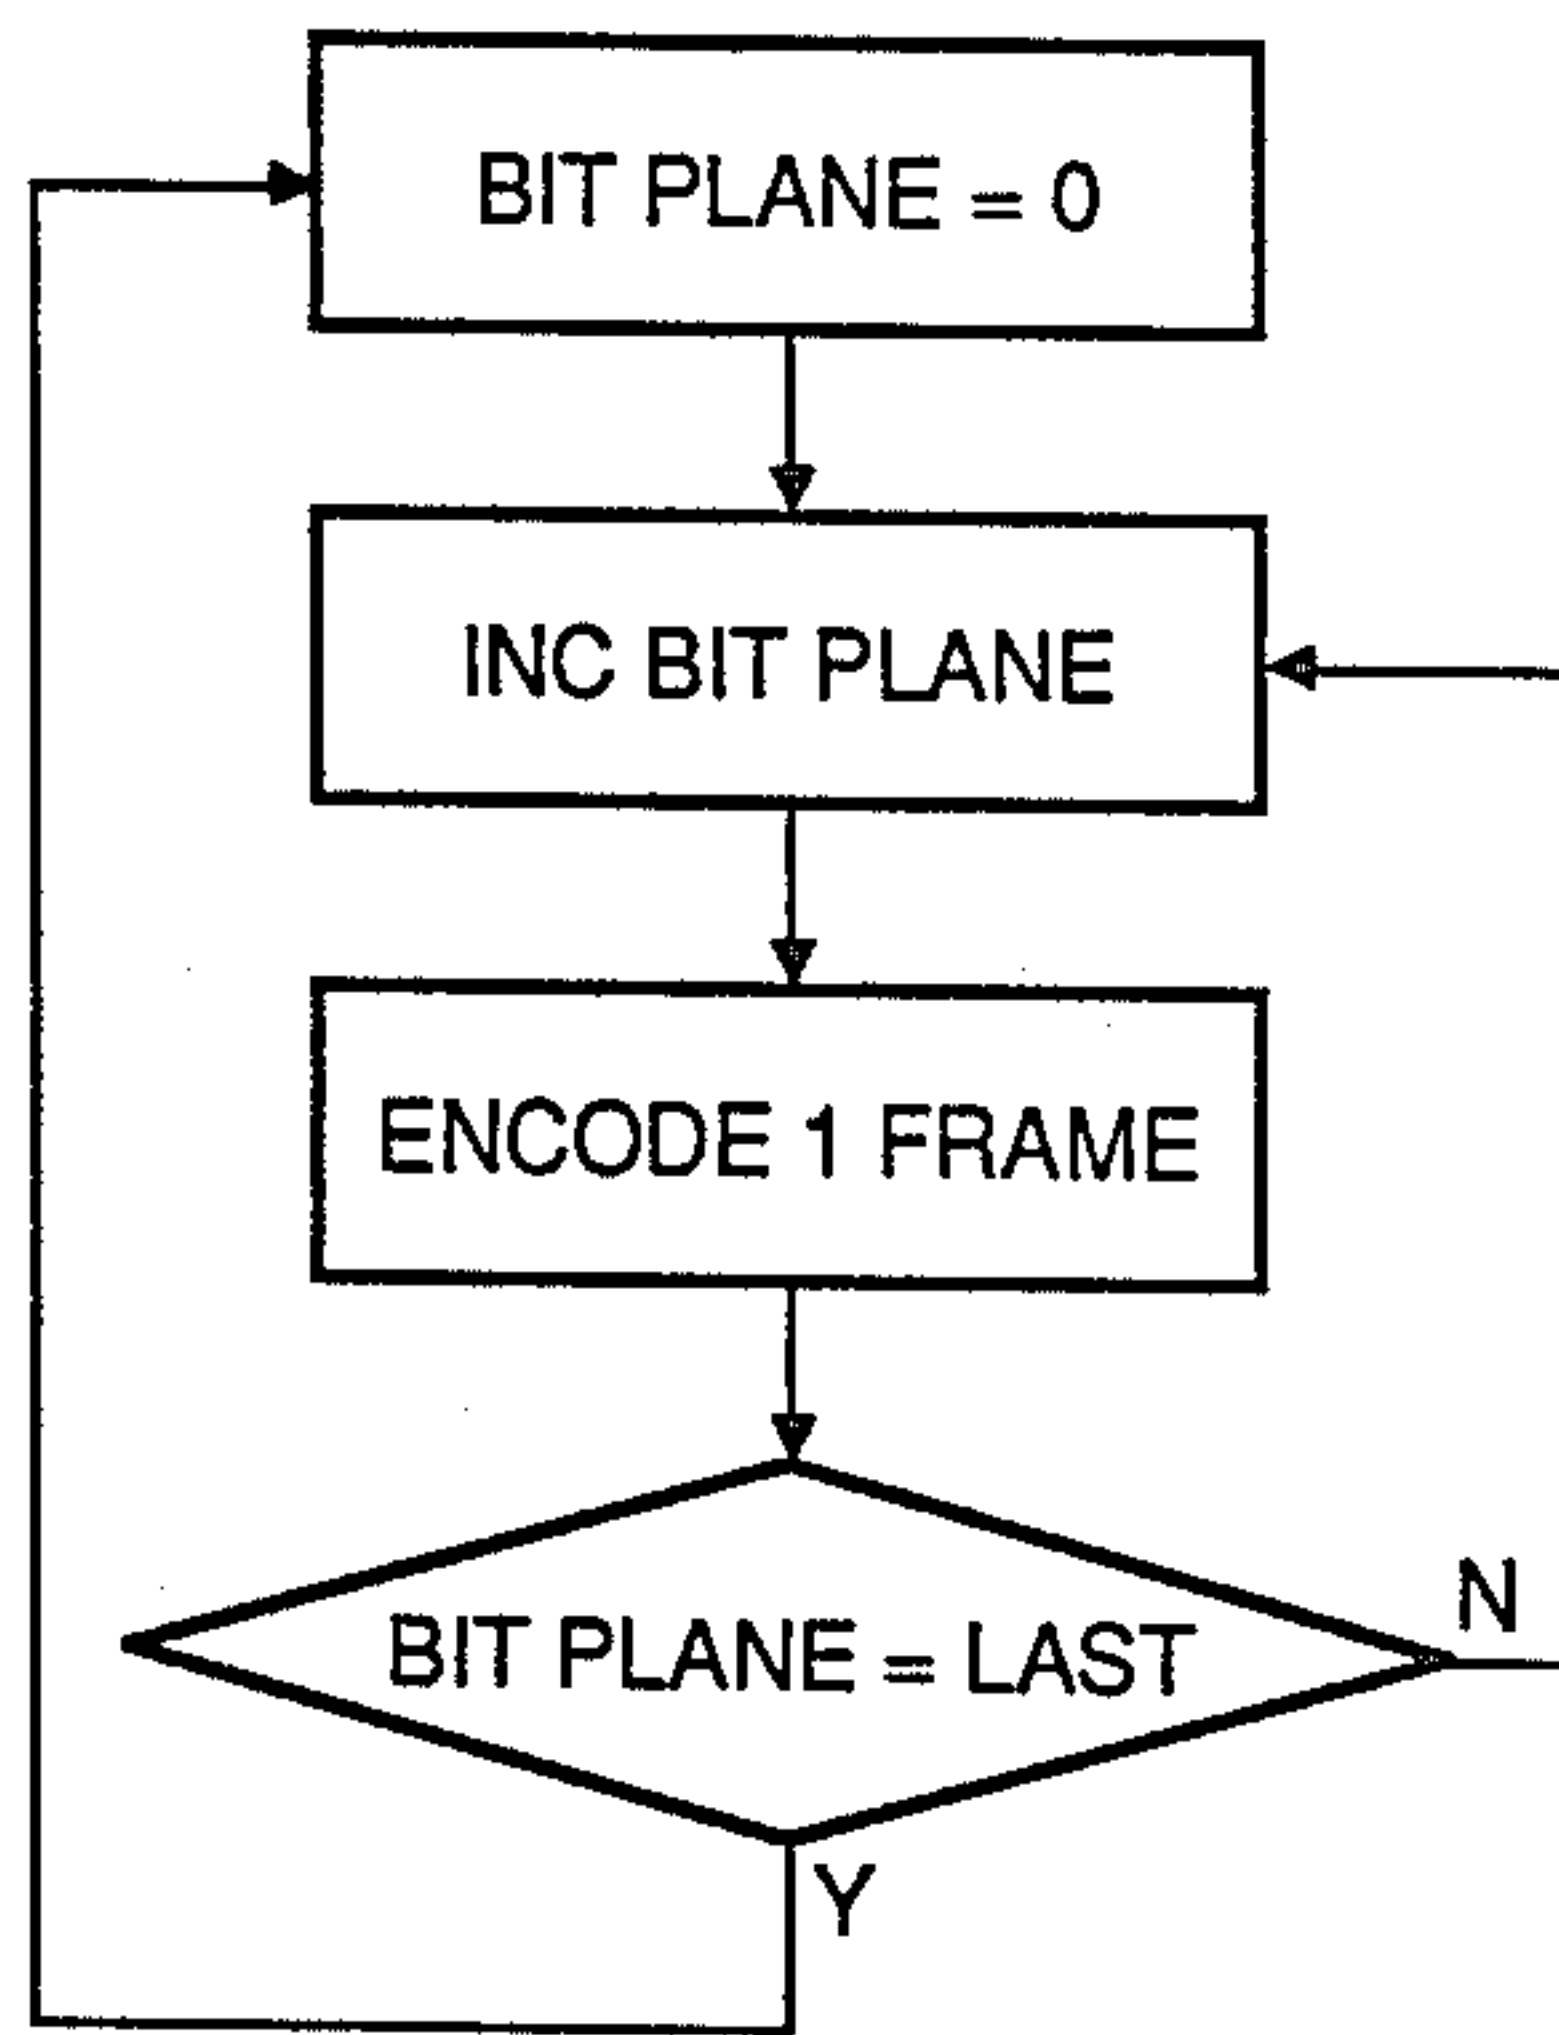 BIT PLANE = 0
INC BIT PLANE
ENCODE 1 FRAME
BIT PLANE = LAST
N
Y